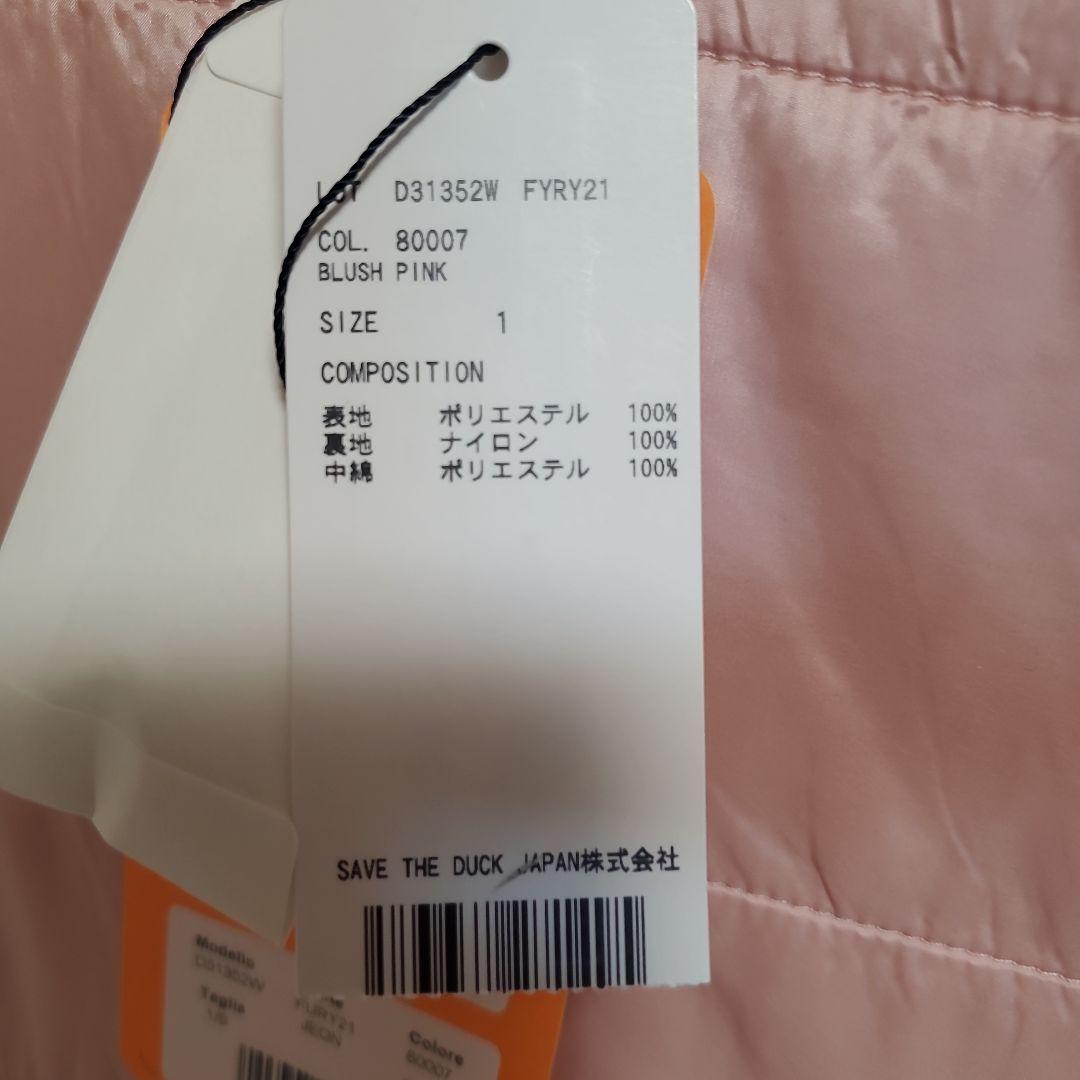 LOT D31352W FYRY21
COL. 80007
BLUSH PINK
SIZE 1
COMPOSITION
表地 ポリエステル 100%
裏地 ナイロン 100%
中綿 ポリエステル 100%
SAVE THE DUCK JAPAN株式会社
Modello
D31352W
FURY21
Taglia
JEON
Colore
80007